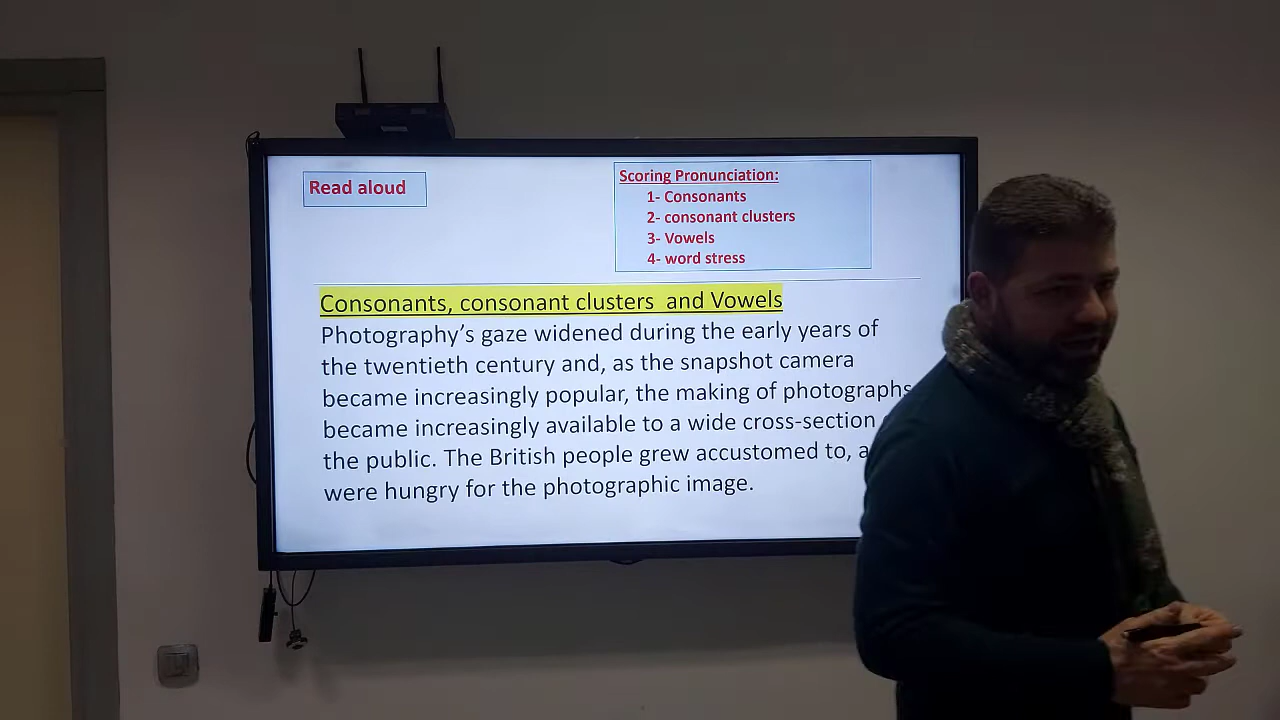 Read aloud
Scoring Pronunciation:
1- Consonants
2- consonant clusters
3- Vowels
4- word stress
Consonants, consonant clusters and Vowels
Photography's gaze widened during the early years of
the twentieth century and, as the snapshot camera
became increasingly popular, the making of photographs
became increasingly available to a wide cross-section
the public. The British people grew accustomed to,
were hungry for the photographic image.